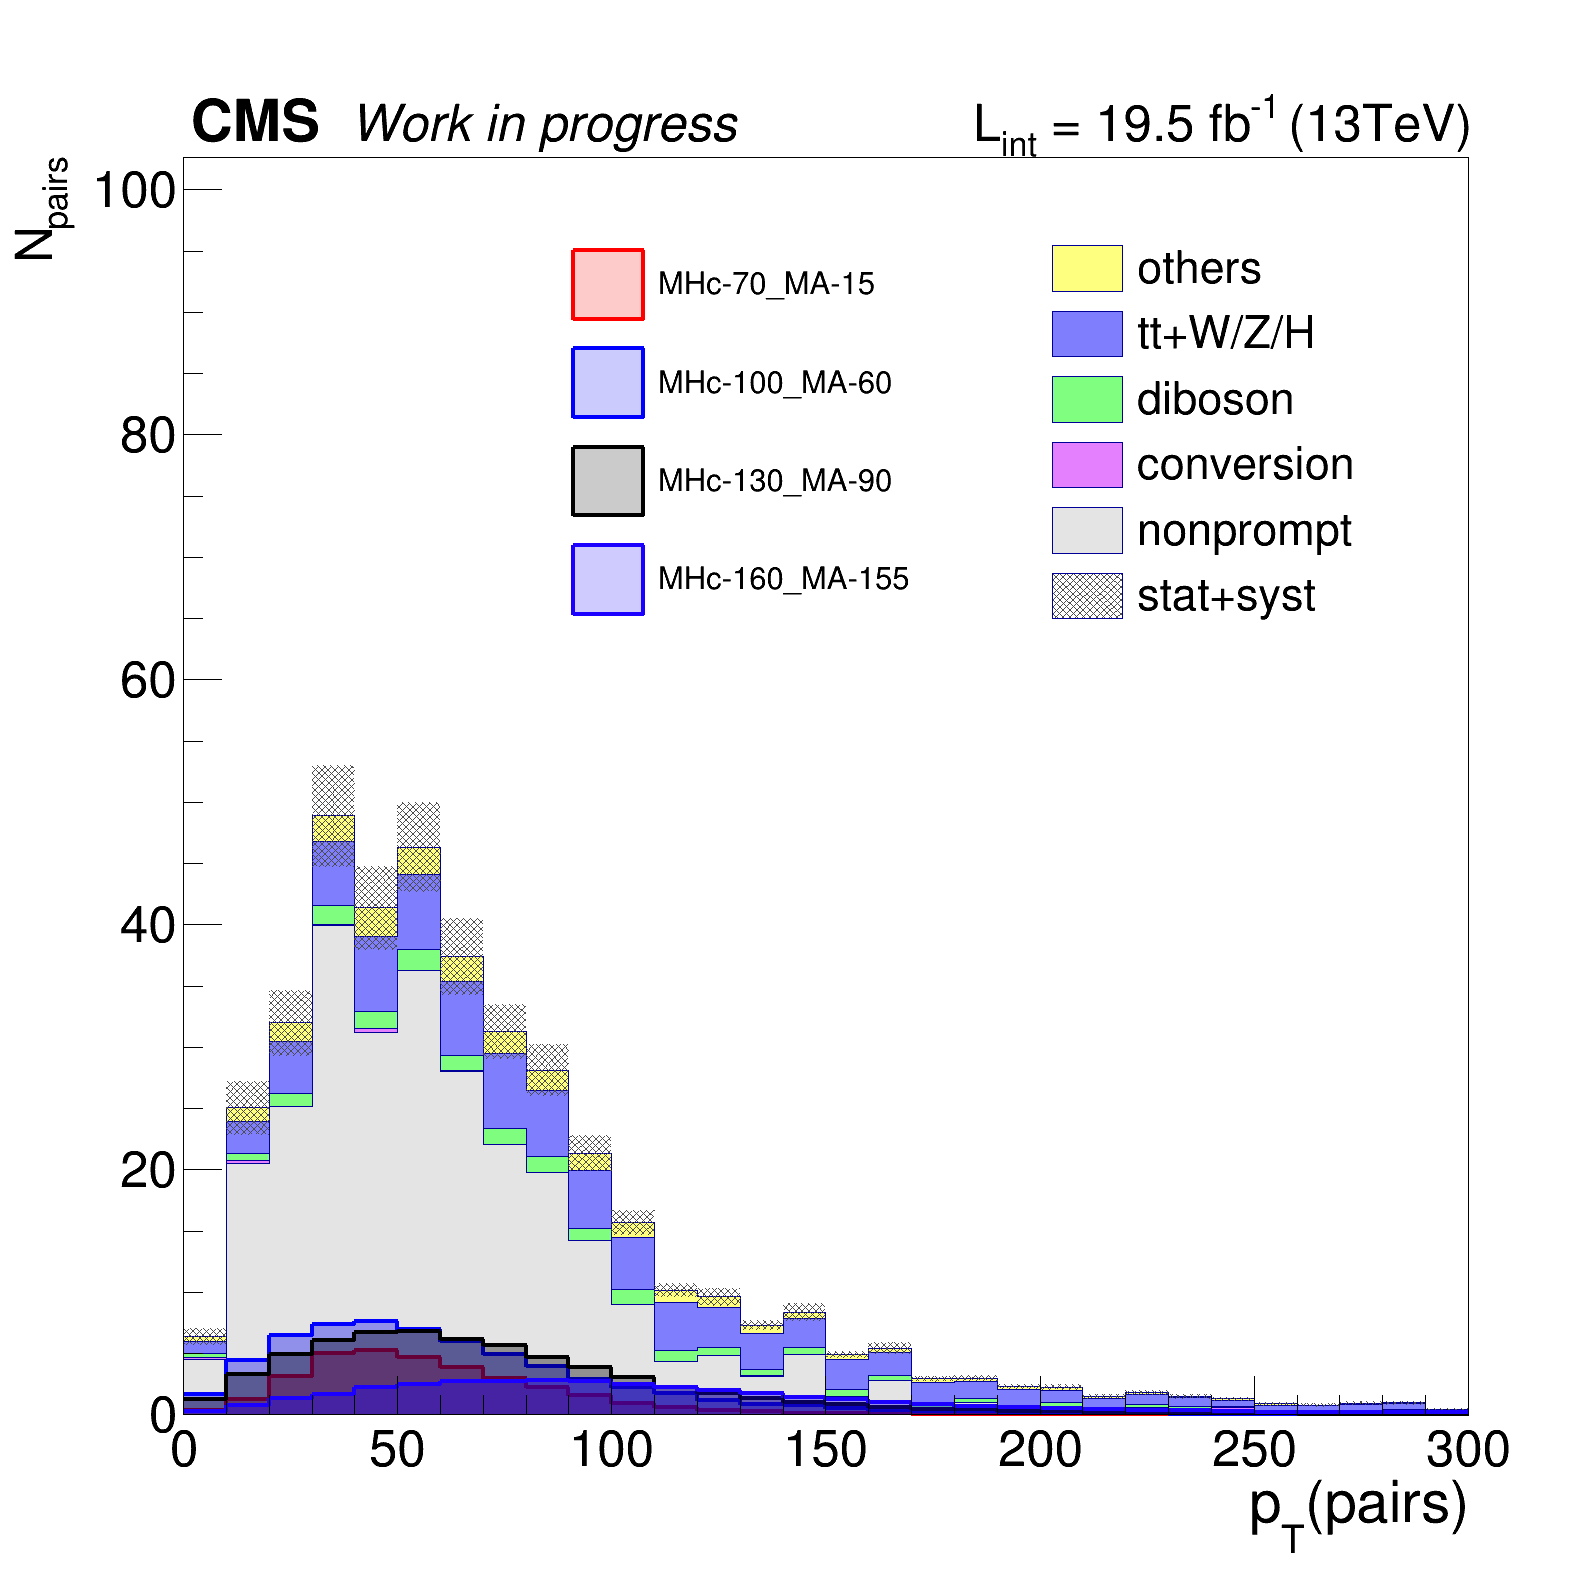 CMS Work in progress L_int = 19.5 fb^-1 (13TeV)
N_pairs
100
80
60
40
20
0
MHc-70_MA-15
MHc-100_MA-60
MHc-130_MA-90
MHc-160_MA-155
others
tt+W/Z/H
diboson
conversion
nonprompt
stat+syst
0 50 100 150 200 250 300
p_T(pairs)